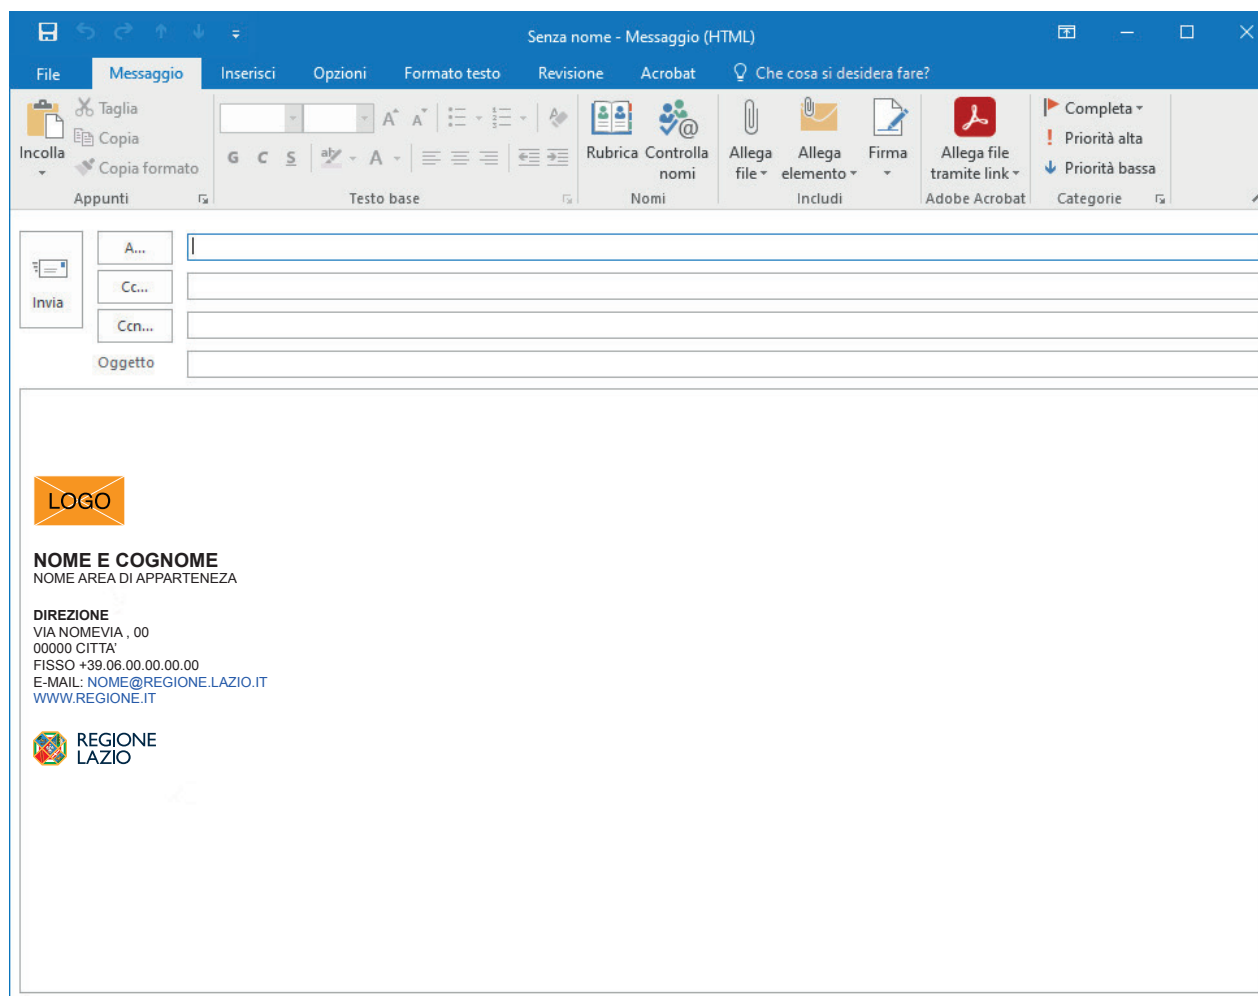 Senza nome - Messaggio (HTML)
File Messaggio Inserisci Opzioni Formato testo Revisione Acrobat Che cosa si desidera fare?
Incolla
Taglia
Copia
Copia formato
Appunti
G C S
Testo base
Rubrica Controlla nomi
Nomi
Allega file Allega elemento Firma
Includi
Allega file tramite link
Adobe Acrobat
Completa
Priorità alta
Priorità bassa
Categorie
Invia
A...
Cc...
Ccn...
Oggetto
LOGO
NOME E COGNOME
NOME AREA DI APPARTENEZA
DIREZIONE
VIA NOMEVIA , 00
00000 CITTA'
FISSO +39.06.00.00.00.00
E-MAIL: NOME@REGIONE.LAZIO.IT
WWW.REGIONE.IT
REGIONE
LAZIO